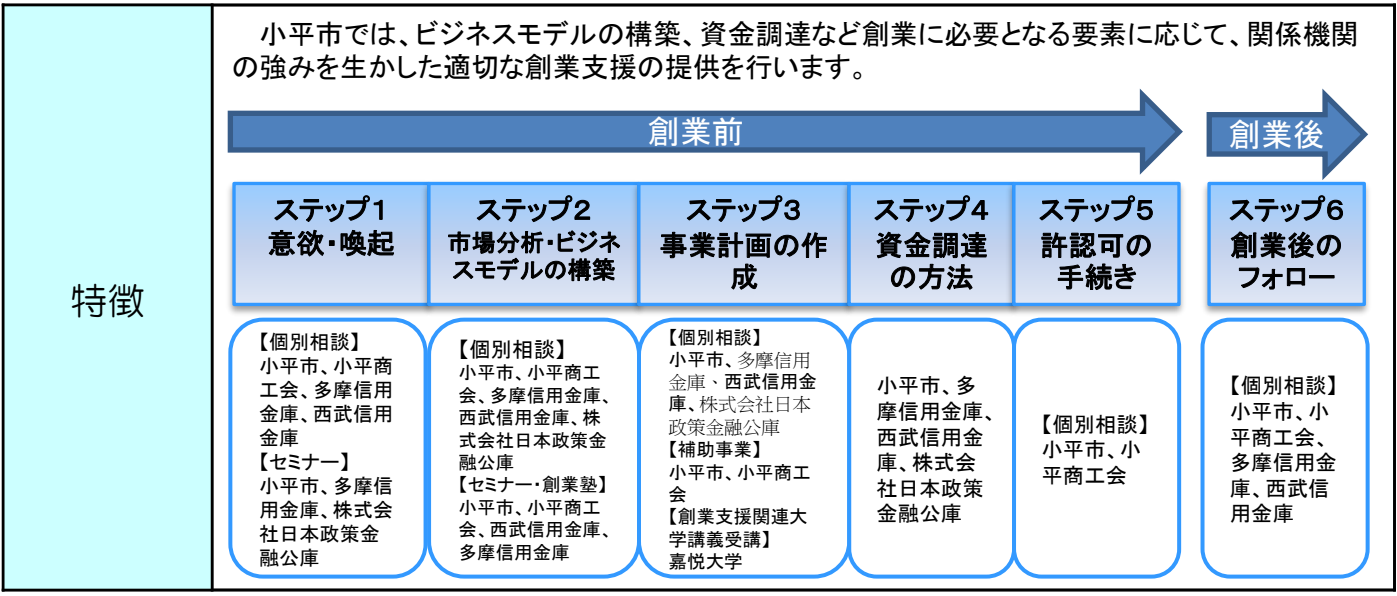 特徴
小平市では、ビジネスモデルの構築、資金調達など創業に必要となる要素に応じて、関係機関
の強みを生かした適切な創業支援の提供を行います。
創業前
創業後
ステップ1
意欲・喚起
ステップ2
市場分析・ビジネ
スモデルの構築
ステップ3
事業計画の作
成
ステップ4
資金調達
の方法
ステップ5
許認可の
手続き
ステップ6
創業後の
フォロー
【個別相談】
小平市、小平商
工会、多摩信用
金庫、西武信用
金庫
【セミナー】
小平市、多摩信
用金庫、株式会
社日本政策金
融公庫
【個別相談】
小平市、小平商工
会、多摩信用金庫、
西武信用金庫、株
式会社日本政策金
融公庫
【セミナー・創業塾】
小平市、小平商工
会、西武信用金庫、
多摩信用金庫
【個別相談】
小平市、多摩信用
金庫、西武信用金
庫、株式会社日本
政策金融公庫
【補助事業】
小平市、小平商工
会
【創業支援関連大
学講義受講】
嘉悦大学
小平市、多
摩信用金庫、
西武信用金
庫、株式会
社日本政策
金融公庫
【個別相談】
小平市、小
平商工会
【個別相談】
小平市、小
平商工会、
多摩信用金
庫、西武信
用金庫